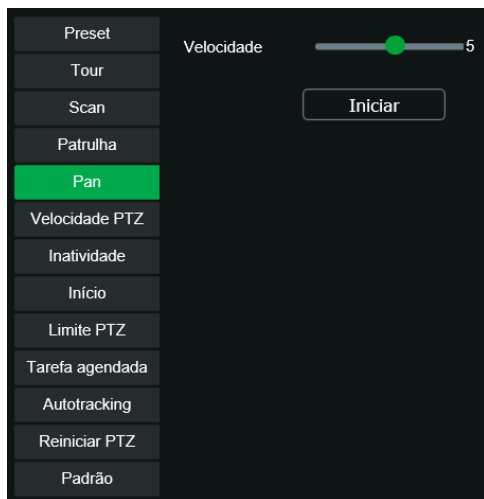 Preset
Tour
Scan
Patrulha
Pan
Velocidade PTZ
Inatividade
Início
Limite PTZ
Tarefa agendada
Autotracking
Reiniciar PTZ
Padrão
Velocidade 5
Iniciar